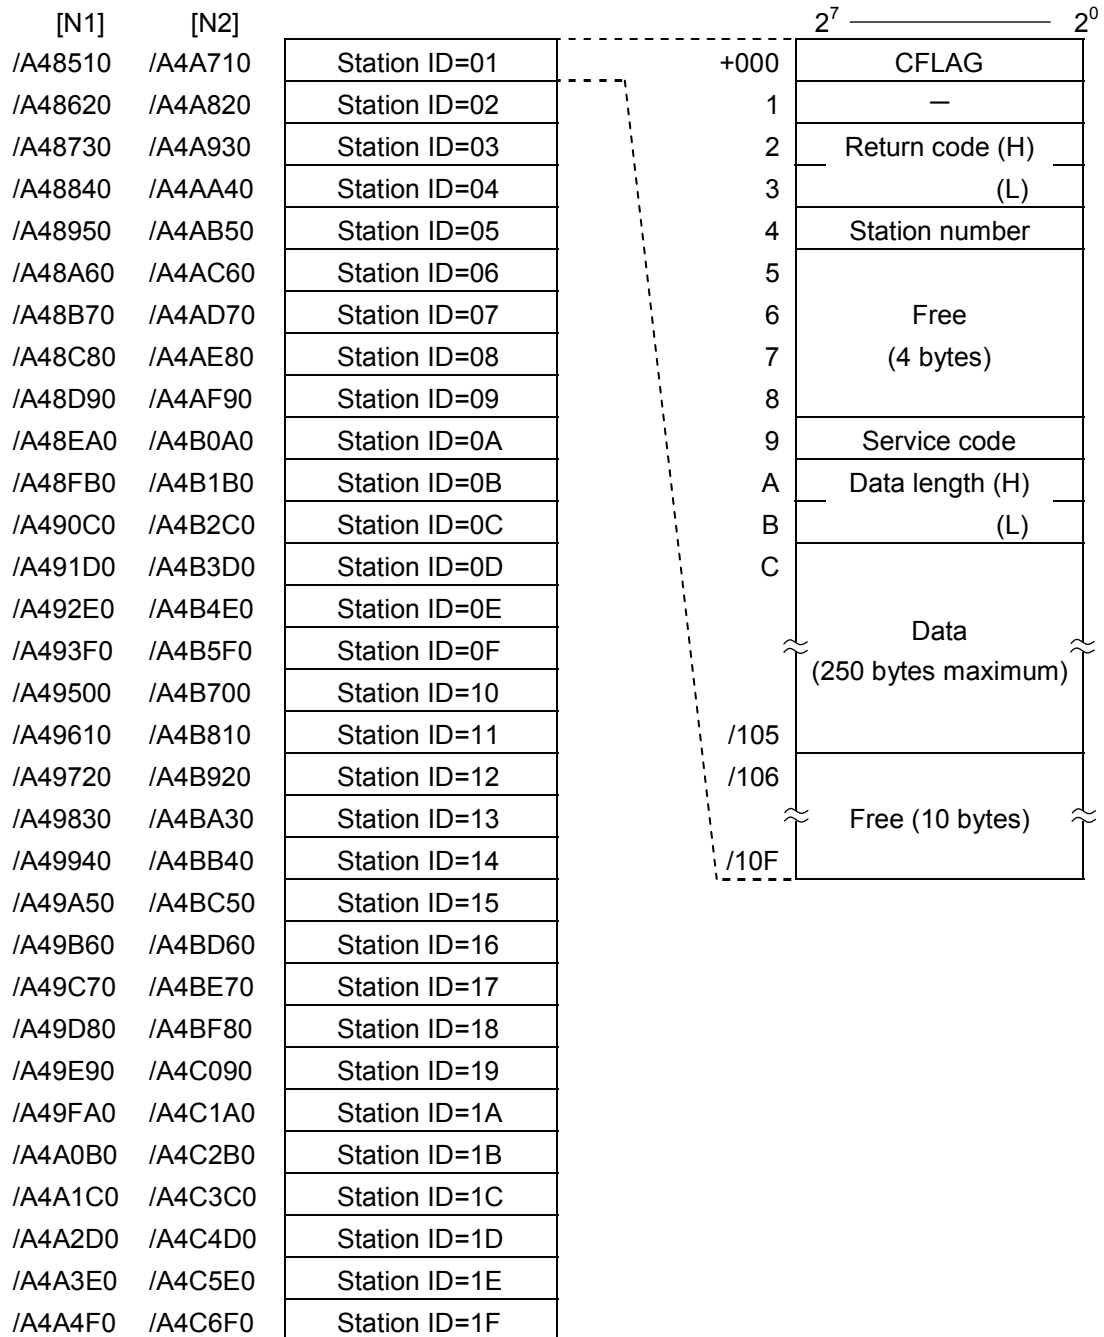 [N1] [N2] 2⁷ 2⁰
/A48510 /A4A710 Station ID=01 +000 CFLAG
/A48620 /A4A820 Station ID=02 1 —
/A48730 /A4A930 Station ID=03 2 Return code (H)
/A48840 /A4AA40 Station ID=04 3 (L)
/A48950 /A4AB50 Station ID=05 4 Station number
/A48A60 /A4AC60 Station ID=06 5
/A48B70 /A4AD70 Station ID=07 6 Free
/A48C80 /A4AE80 Station ID=08 7 (4 bytes)
/A48D90 /A4AF90 Station ID=09 8
/A48EA0 /A4B0A0 Station ID=0A 9 Service code
/A48FB0 /A4B1B0 Station ID=0B A Data length (H)
/A490C0 /A4B2C0 Station ID=0C B (L)
/A491D0 /A4B3D0 Station ID=0D C
/A492E0 /A4B4E0 Station ID=0E
Data
/A493F0 /A4B5F0 Station ID=0F
(250 bytes maximum)
/A49500 /A4B700 Station ID=10
/A49610 /A4B810 Station ID=11 /105
/A49720 /A4B920 Station ID=12 /106
/A49830 /A4BA30 Station ID=13 Free (10 bytes)
/A49940 /A4BB40 Station ID=14 /10F
/A49A50 /A4BC50 Station ID=15
/A49B60 /A4BD60 Station ID=16
/A49C70 /A4BE70 Station ID=17
/A49D80 /A4BF80 Station ID=18
/A49E90 /A4C090 Station ID=19
/A49FA0 /A4C1A0 Station ID=1A
/A4A0B0 /A4C2B0 Station ID=1B
/A4A1C0 /A4C3C0 Station ID=1C
/A4A2D0 /A4C4D0 Station ID=1D
/A4A3E0 /A4C5E0 Station ID=1E
/A4A4F0 /A4C6F0 Station ID=1F